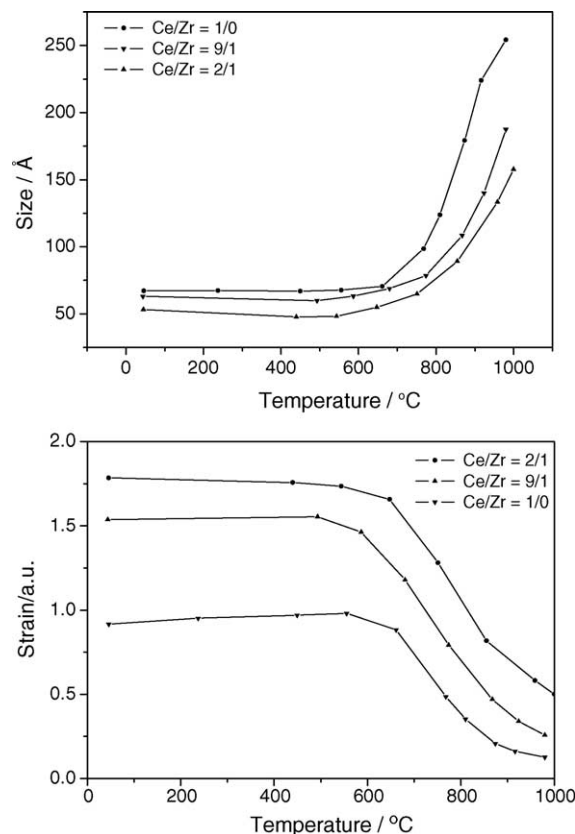 Ce/Zr = 1/0
Ce/Zr = 9/1
Ce/Zr = 2/1
250
200
150
100
50
Size / Å
0 200 400 600 800 1000
Temperature / °C
2.0
1.5
1.0
0.5
0.0
Strain/a.u.
Ce/Zr = 2/1
Ce/Zr = 9/1
Ce/Zr = 1/0
0 200 400 600 800 1000
Temperature / °C